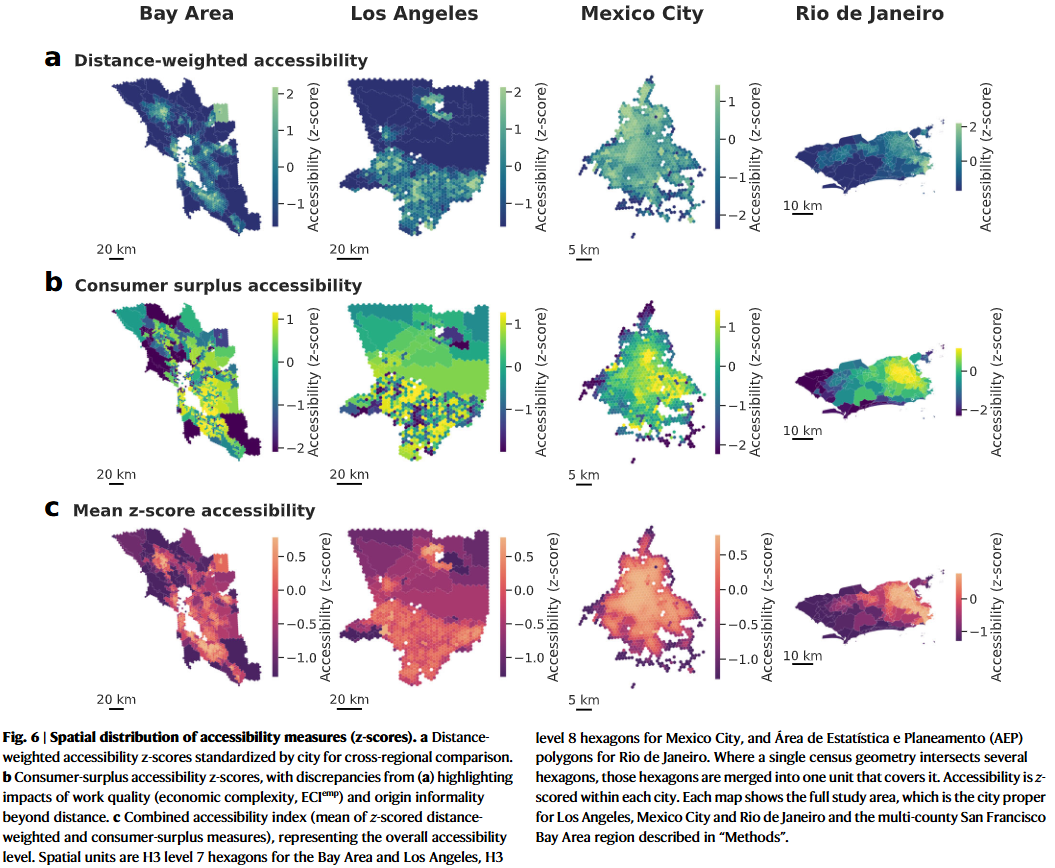 Bay Area Los Angeles Mexico City Rio de Janeiro
a Distance-weighted accessibility
2
1
0
−1
Accessibility (z-score)
20 km
2
1
0
−1
Accessibility (z-score)
20 km
1
0
−1
−2
Accessibility (z-score)
5 km
2
0
Accessibility (z-score)
10 km
b Consumer surplus accessibility
1
0
−1
−2
Accessibility (z-score)
20 km
1
0
−1
Accessibility (z-score)
20 km
1
0
−1
−2
Accessibility (z-score)
5 km
0
−2
Accessibility (z-score)
10 km
c Mean z-score accessibility
0.5
0.0
−0.5
−1.0
Accessibility (z-score)
20 km
0.5
0.0
−0.5
−1.0
Accessibility (z-score)
20 km
0.5
0.0
−0.5
−1.0
Accessibility (z-score)
5 km
0
−1
Accessibility (z-score)
10 km
Fig. 6 | Spatial distribution of accessibility measures (z-scores). a Distance-
weighted accessibility z-scores standardized by city for cross-regional comparison.
b Consumer-surplus accessibility z-scores, with discrepancies from (a) highlighting
impacts of work quality (economic complexity, ECIᵉᵐᵖ) and origin informality
beyond distance. c Combined accessibility index (mean of z-scored distance-
weighted and consumer-surplus measures), representing the overall accessibility
level. Spatial units are H3 level 7 hexagons for the Bay Area and Los Angeles, H3
level 8 hexagons for Mexico City, and Área de Estatística e Planeamento (AEP)
polygons for Rio de Janeiro. Where a single census geometry intersects several
hexagons, those hexagons are merged into one unit that covers it. Accessibility is z-
scored within each city. Each map shows the full study area, which is the city proper
for Los Angeles, Mexico City and Rio de Janeiro and the multi-county San Francisco
Bay Area region described in “Methods”.